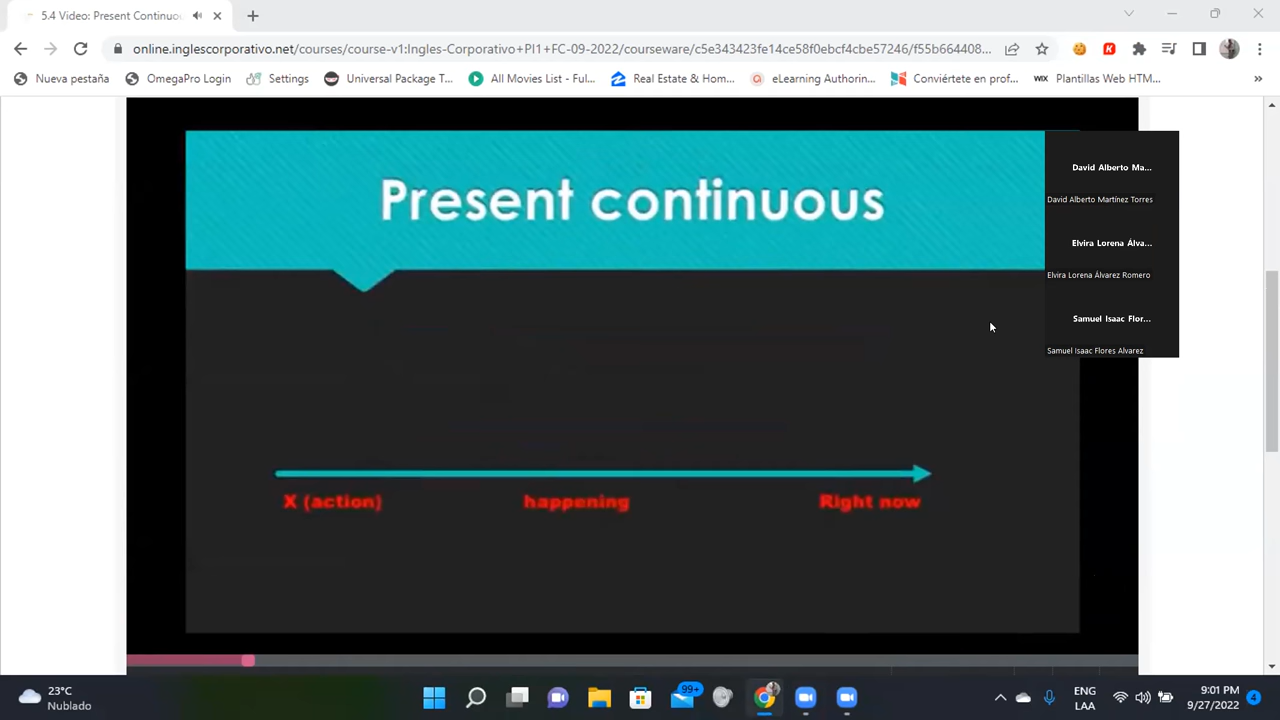 5.4 Video: Present Continuou
online.inglescorporativo.net/courses/course-v1:Ingles-Corporativo+PI1+FC-09-2022/courseware/c5e343423fe14ce58f0ebcf4cbe57246/f55b664408...
Nueva pestaña
OmegaPro Login
Settings
Universal Package T...
All Movies List - Ful...
Real Estate & Hom...
eLearning Authorin...
Conviértete en prof...
WIX Plantillas Web HTM...
»
Present continuous
David Alberto Ma...
David Alberto Martínez Torres
Elvira Lorena Álva...
Elvira Lorena Álvarez Romero
Samuel Isaac Flor...
Samuel Isaac Flores Alvarez
X (action) happening Right now
23°C
Nublado
99+
ENG
LAA
9:01 PM
9/27/2022
4